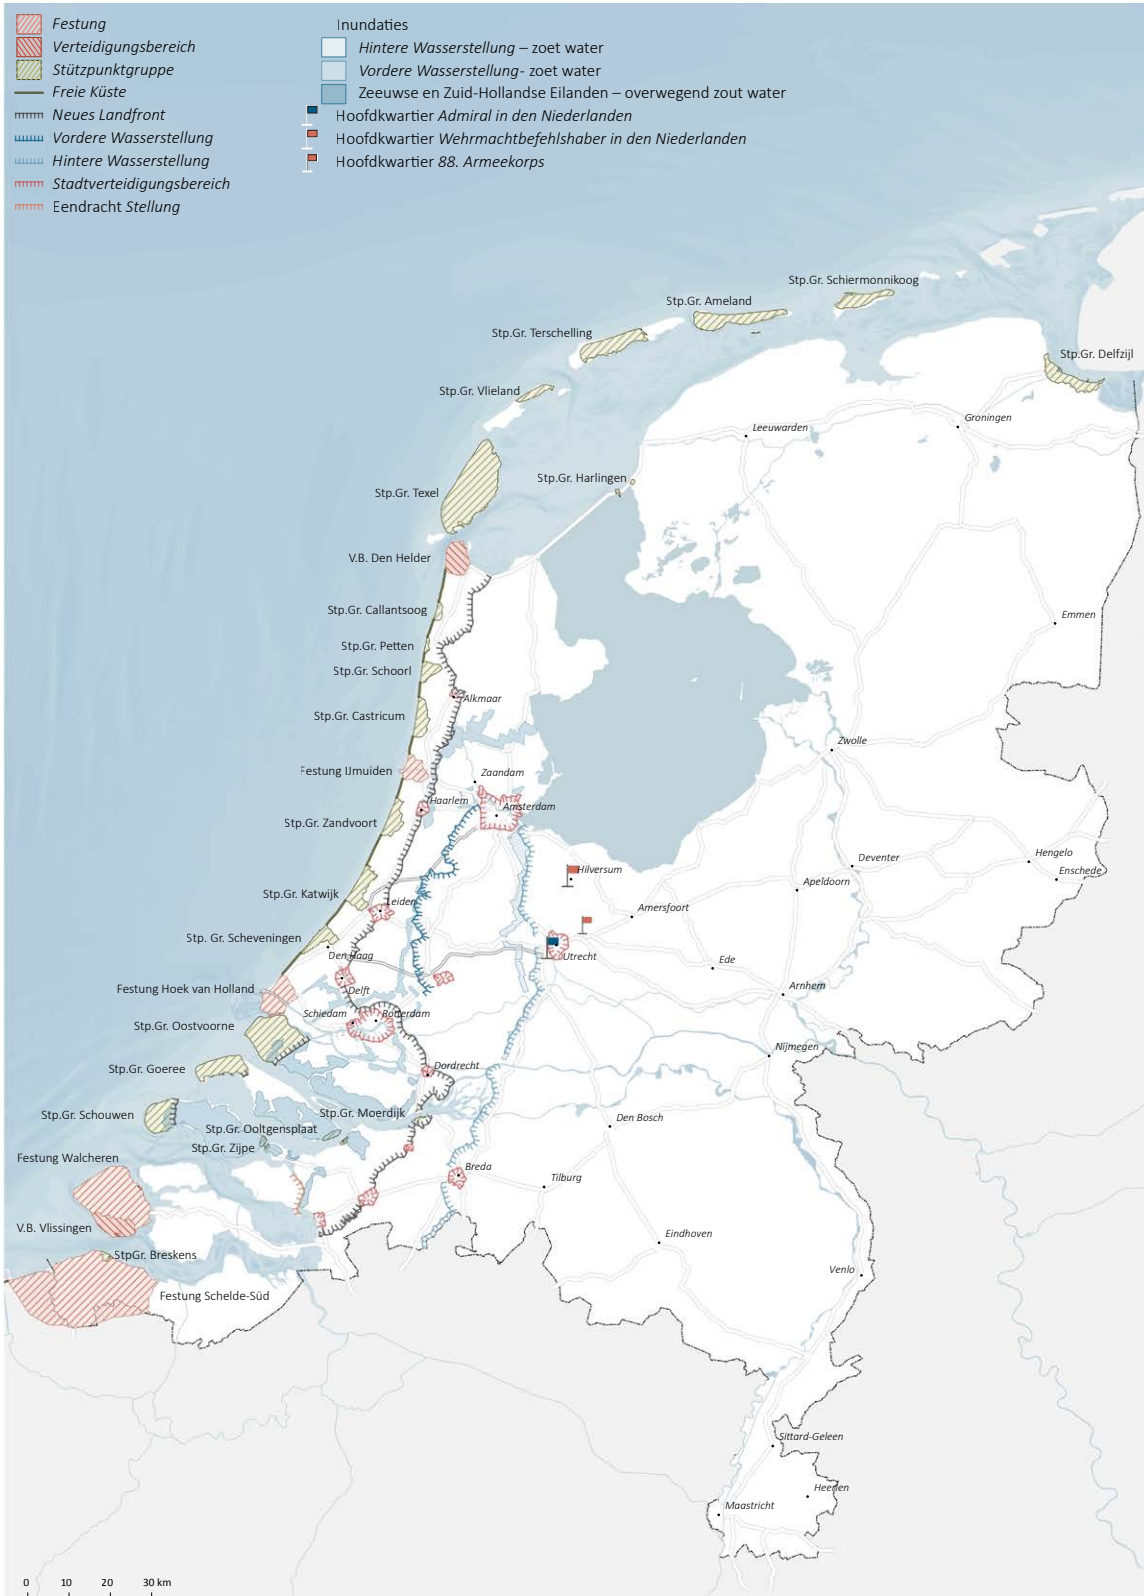 Festung
Verteidigungsbereich
Stützpunktgruppe
Freie Küste
Neues Landfront
Vordere Wasserstellung
Hintere Wasserstellung
Stadtverteidigungsbereich
Eendracht Stellung
Inundaties
Hintere Wasserstellung – zoet water
Vordere Wasserstellung- zoet water
Zeeuwse en Zuid-Hollandse Eilanden – overwegend zout water
Hoofdkwartier Admiral in den Niederlanden
Hoofdkwartier Wehrmachtbefehlshaber in den Niederlanden
Hoofdkwartier 88. Armeekorps
Stp.Gr. Schiermonnikoog
Stp.Gr. Ameland
Stp.Gr. Terschelling
Stp.Gr. Delfzijl
Stp.Gr. Vlieland
Groningen
Leeuwarden
Stp.Gr. Harlingen
Stp.Gr. Texel
V.B. Den Helder
Stp.Gr. Callantsoog
Emmen
Stp.Gr. Petten
Stp.Gr. Schoorl
Alkmaar
Stp.Gr. Castricum
Zwolle
Festung IJmuiden
Zaandam
Haarlem
Amsterdam
Stp.Gr. Zandvoort
Hengelo
Deventer
Hilversum
Enschede
Apeldoorn
Stp.Gr. Katwijk
Leiden
Amersfoort
Stp. Gr. Scheveningen
Den Haag
Utrecht
Ede
Festung Hoek van Holland
Delft
Arnhem
Schiedam
Rotterdam
Stp.Gr. Oostvoorne
Nijmegen
Stp.Gr. Goeree
Dordrecht
Stp.Gr. Schouwen
Stp.Gr. Moerdijk
Den Bosch
Stp.Gr. Ooltgensplaat
Stp.Gr. Zijpe
Festung Walcheren
Breda
Tilburg
V.B. Vlissingen
Eindhoven
StpGr. Breskens
Venlo
Festung Schelde-Süd
Sittard-Geleen
Heerlen
Maastricht
0 10 20 30 km